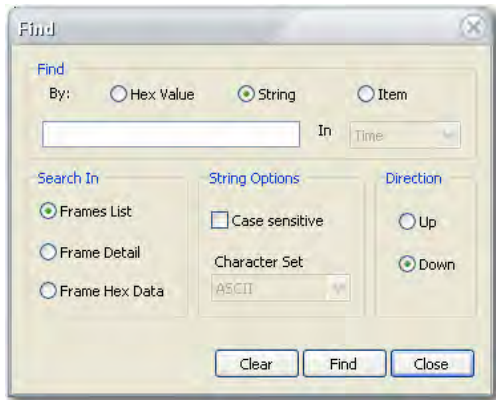 Find
Find
By: Hex Value String Item
In Time
Search In
Frames List
Frame Detail
Frame Hex Data
String Options
Case sensitive
Character Set
ASCII
Direction
Up
Down
Clear Find Close